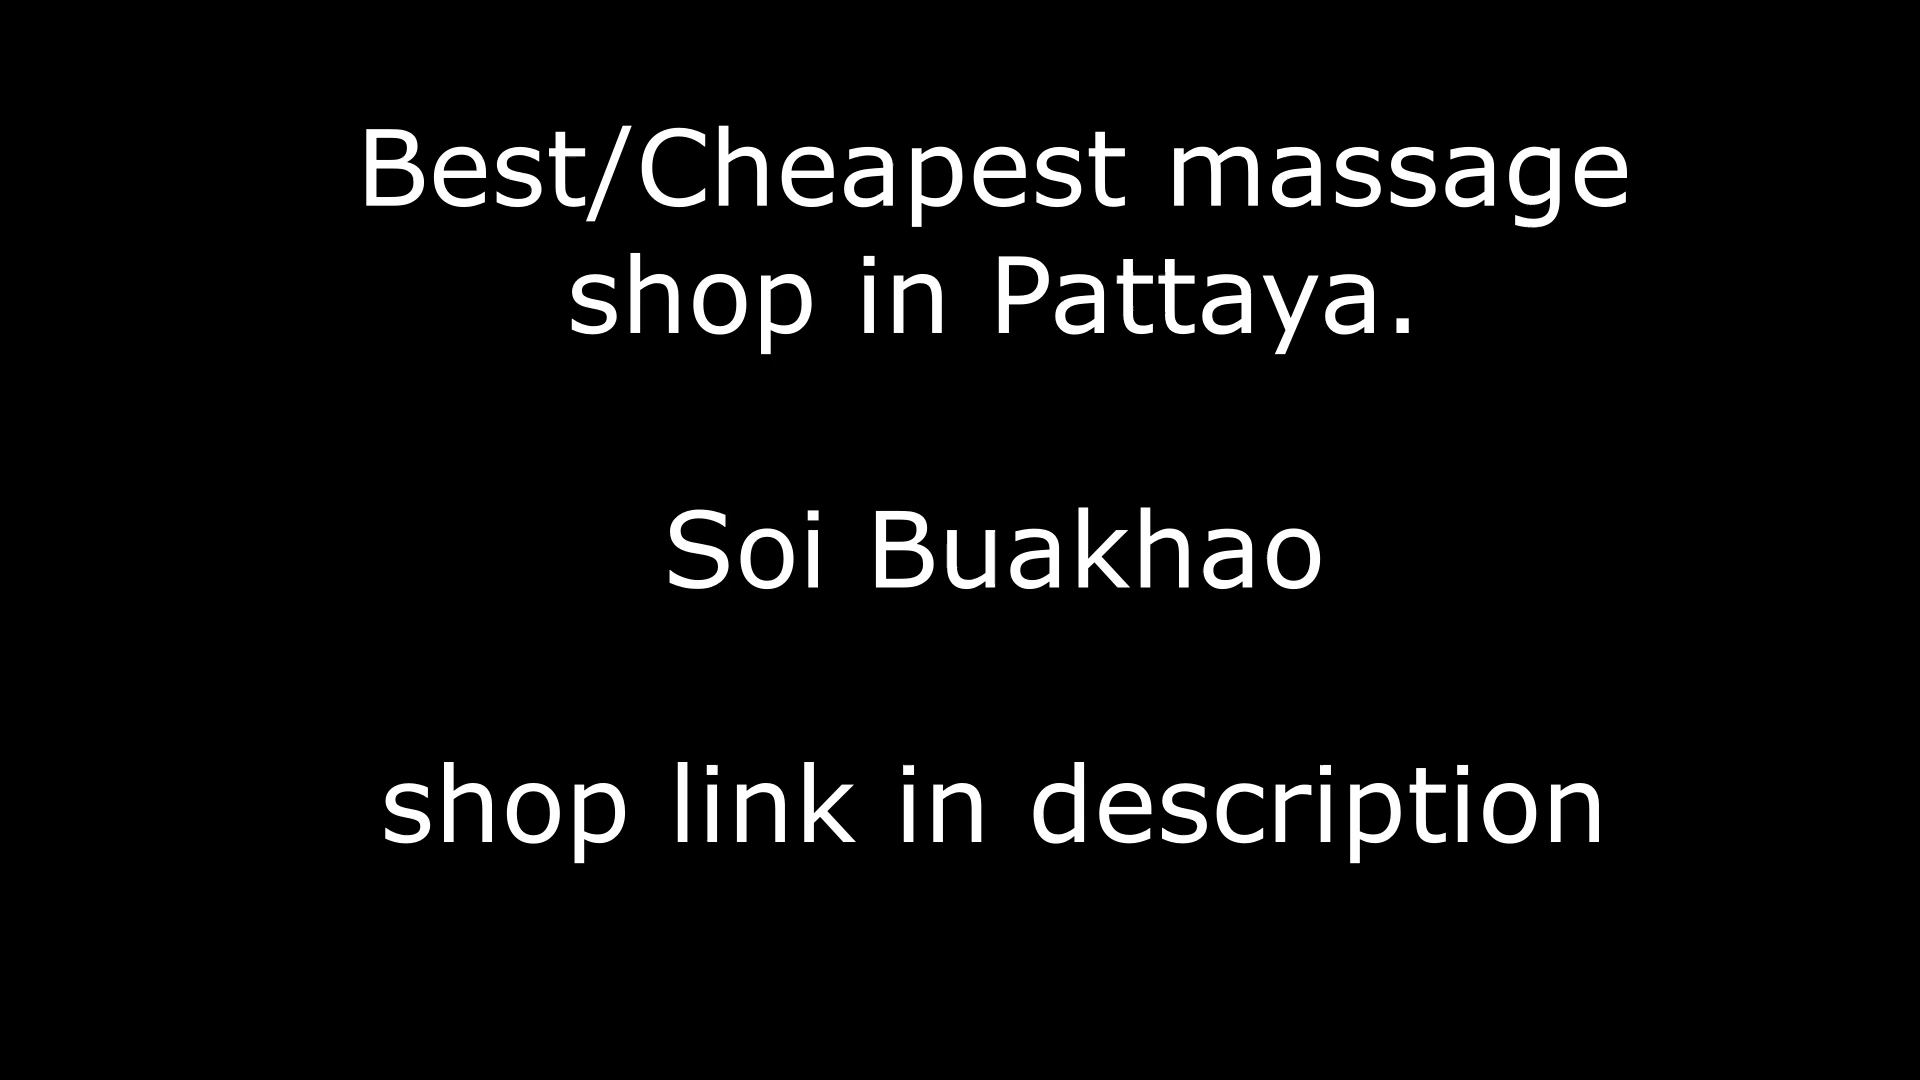 Best/Cheapest massage
shop in Pattaya.
Soi Buakhao
shop link in description